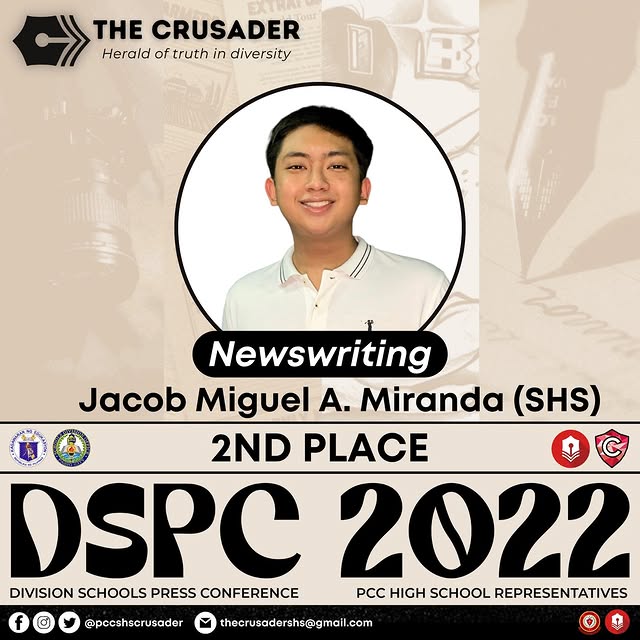 THE CRUSADER
Herald of truth in diversity
Newswriting
Jacob Miguel A. Miranda (SHS)
2ND PLACE
DSPC 2022
DIVISION SCHOOLS PRESS CONFERENCE
PCC HIGH SCHOOL REPRESENTATIVES
@pccshscrusader
thecrusadershs@gmail.com